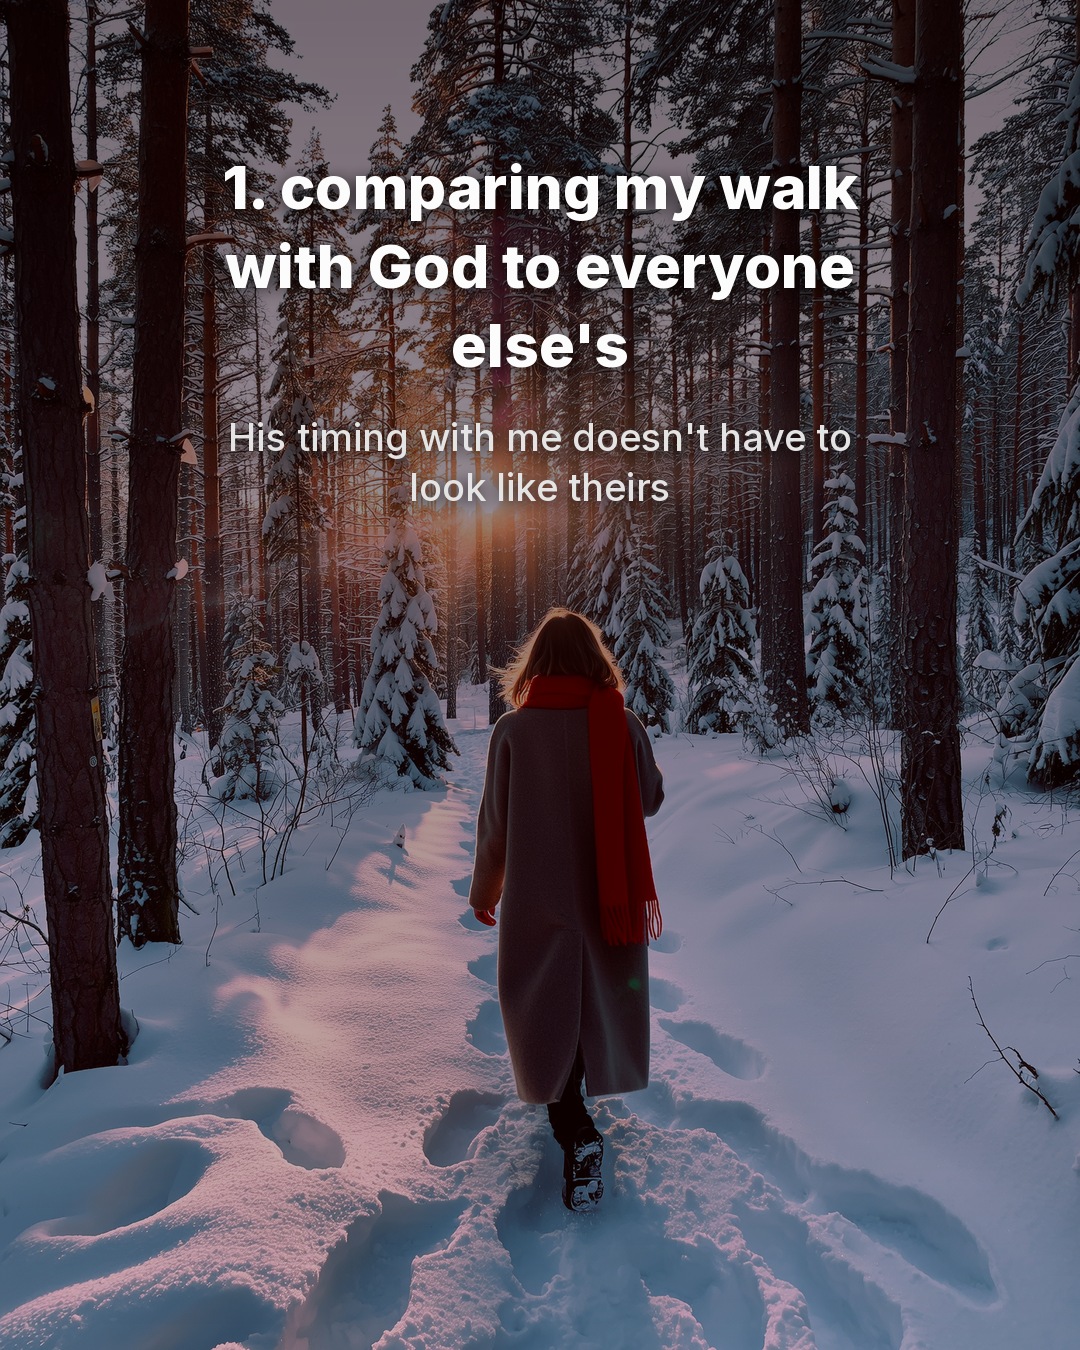 1. comparing my walk
with God to everyone
else's
His timing with me doesn't have to
look like theirs